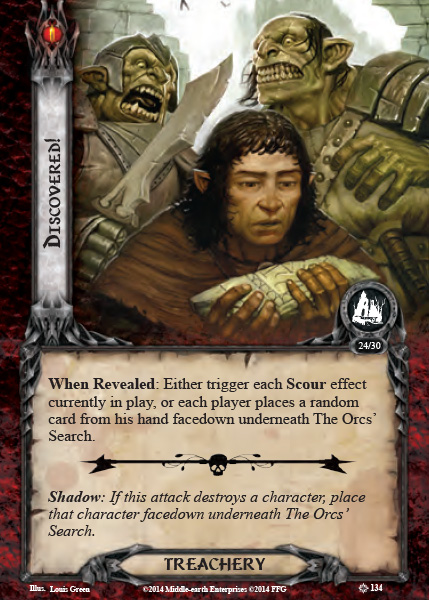 DISCOVERED!
24/30
When Revealed: Either trigger each Scour effect
currently in play, or each player places a random
card from his hand facedown underneath The Orcs’
Search.
Shadow: If this attack destroys a character, place
that character facedown underneath The Orcs’
Search.
TREACHERY
Illus. Louis Green ©2014 Middle-earth Enterprises ©2014 FFG 134